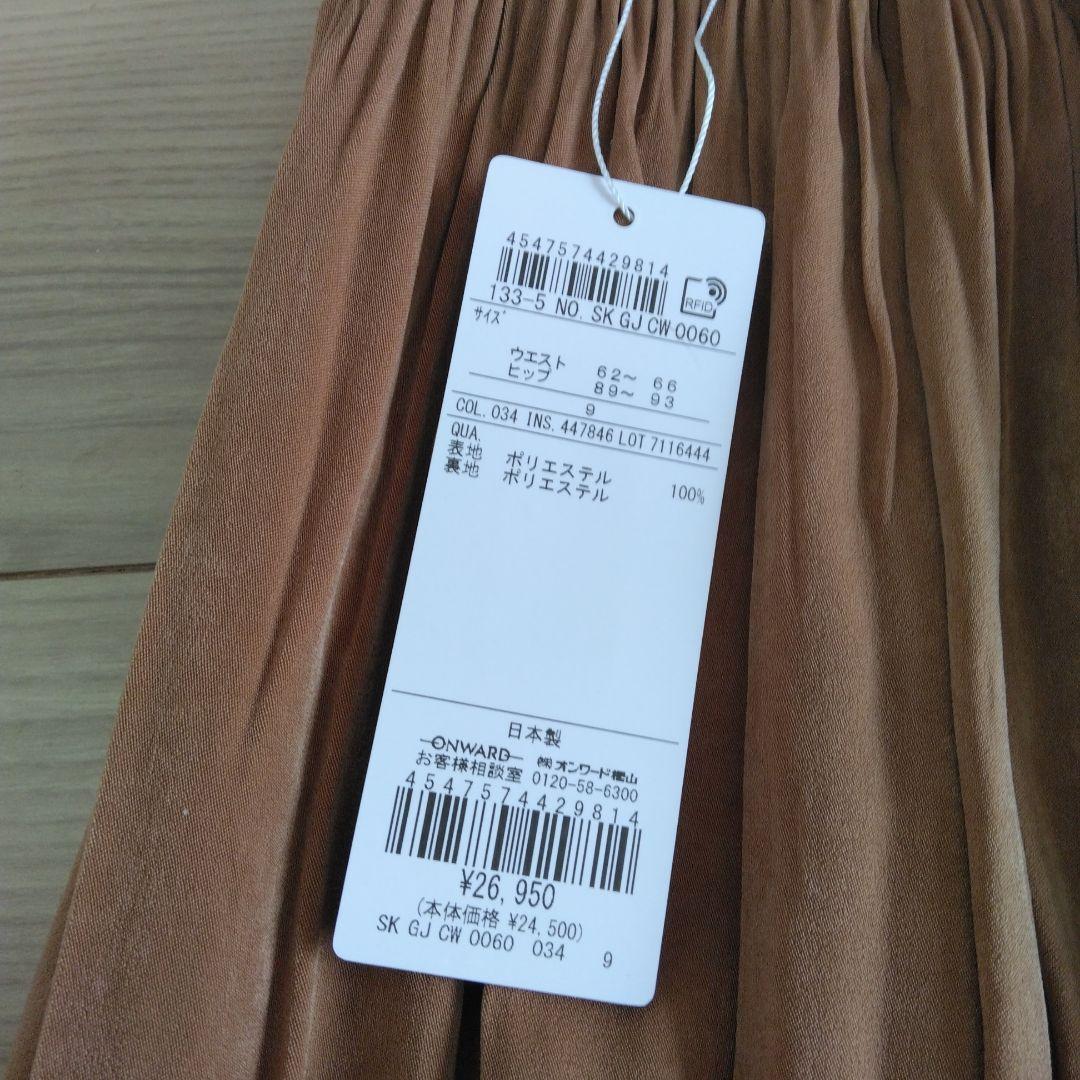 4547574429814
RFID
133-5 NO. SK GJ CW 0060
サイズ
ウエスト 62～ 66
ヒップ 89～ 93
9
COL. 034 INS. 447846 LOT 7116444
QUA.
表地 ポリエステル
裏地 ポリエステル 100%
日本製
ONWARD ㈱オンワード樫山
お客様相談室 0120-58-6300
4547574429814
¥26,950
(本体価格 ¥24,500)
SK GJ CW 0060 034 9